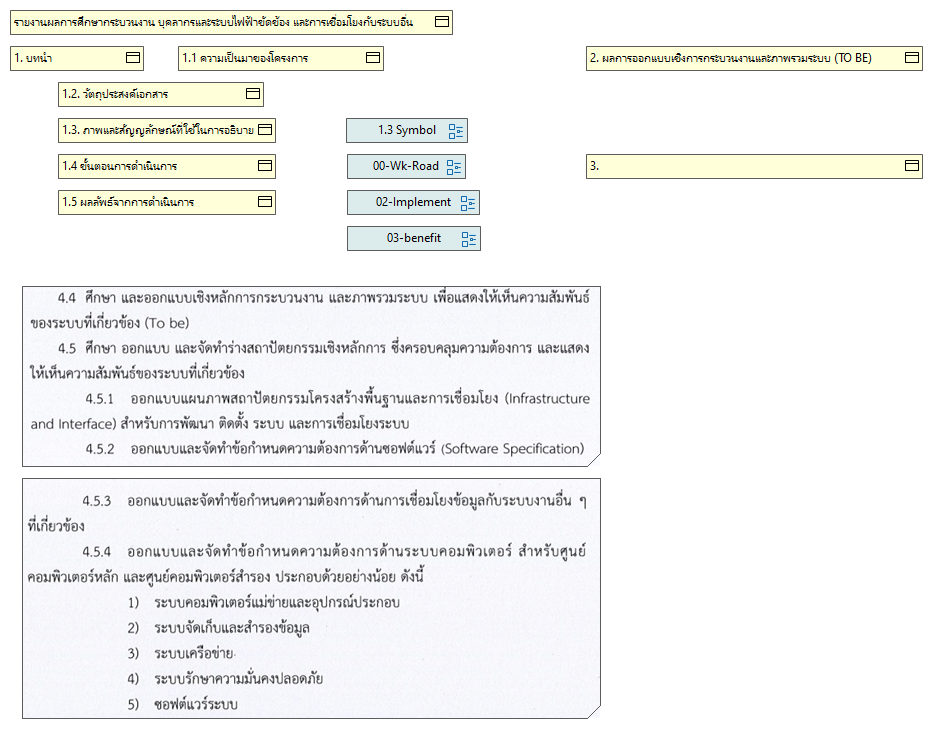 รายงานผลการศึกษากระบวนงาน บุคลากรและระบบไฟฟ้าขัดข้อง และการเชื่อมโยงกับระบบอื่น
1. บทนำ
1.1 ความเป็นมาของโครงการ
2. ผลการออกแบบเชิงการกระบวนงานและภาพรวมระบบ (TO BE)
1.2. วัตถุประสงค์เอกสาร
1.3. ภาพและสัญญลักษณ์ที่ใช้ในการอธิบาย
1.3 Symbol
1.4 ขั้นตอนการดำเนินการ
00-Wk-Road
3.
1.5 ผลลัพธ์จากการดำเนินการ
02-Implement
03-benefit
4.4 ศึกษา และออกแบบเชิงหลักการกระบวนงาน และภาพรวมระบบ เพื่อแสดงให้เห็นความสัมพันธ์
ของระบบที่เกี่ยวข้อง (To be)
4.5 ศึกษา ออกแบบ และจัดทำร่างสถาปัตยกรรมเชิงหลักการ ซึ่งครอบคลุมความต้องการ และแสดง
ให้เห็นความสัมพันธ์ของระบบที่เกี่ยวข้อง
4.5.1 ออกแบบแผนภาพสถาปัตยกรรมโครงสร้างพื้นฐานและการเชื่อมโยง (Infrastructure
and Interface) สำหรับการพัฒนา ติดตั้ง ระบบ และการเชื่อมโยงระบบ
4.5.2 ออกแบบและจัดทำข้อกำหนดความต้องการด้านซอฟต์แวร์ (Software Specification)
4.5.3 ออกแบบและจัดทำข้อกำหนดความต้องการด้านการเชื่อมโยงข้อมูลกับระบบงานอื่น ๆ
ที่เกี่ยวข้อง
4.5.4 ออกแบบและจัดทำข้อกำหนดความต้องการด้านระบบคอมพิวเตอร์ สำหรับศูนย์
คอมพิวเตอร์หลัก และศูนย์คอมพิวเตอร์สำรอง ประกอบด้วยอย่างน้อย ดังนี้
1) ระบบคอมพิวเตอร์แม่ข่ายและอุปกรณ์ประกอบ
2) ระบบจัดเก็บและสำรองข้อมูล
3) ระบบเครือข่าย
4) ระบบรักษาความมั่นคงปลอดภัย
5) ซอฟต์แวร์ระบบ